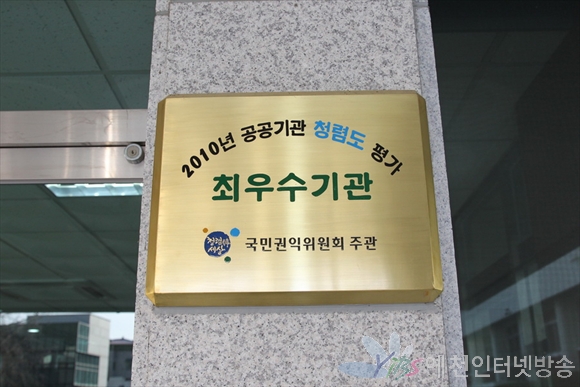 2010년 공공기관 청렴도 평가
최우수기관
청렴韓
세상
국민권익위원회 주관
예천인터넷방송